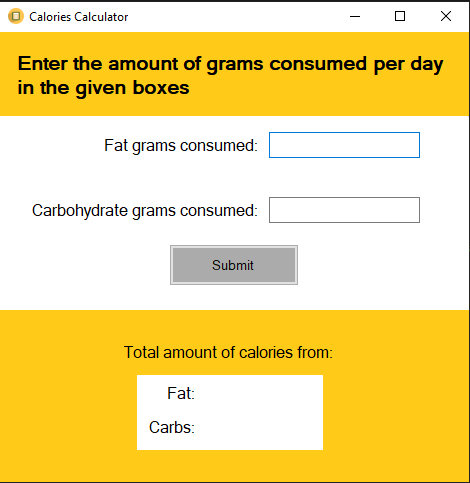 Calories Calculator
Enter the amount of grams consumed per day
in the given boxes
Fat grams consumed:
Carbohydrate grams consumed:
Submit
Total amount of calories from:
Fat:
Carbs: